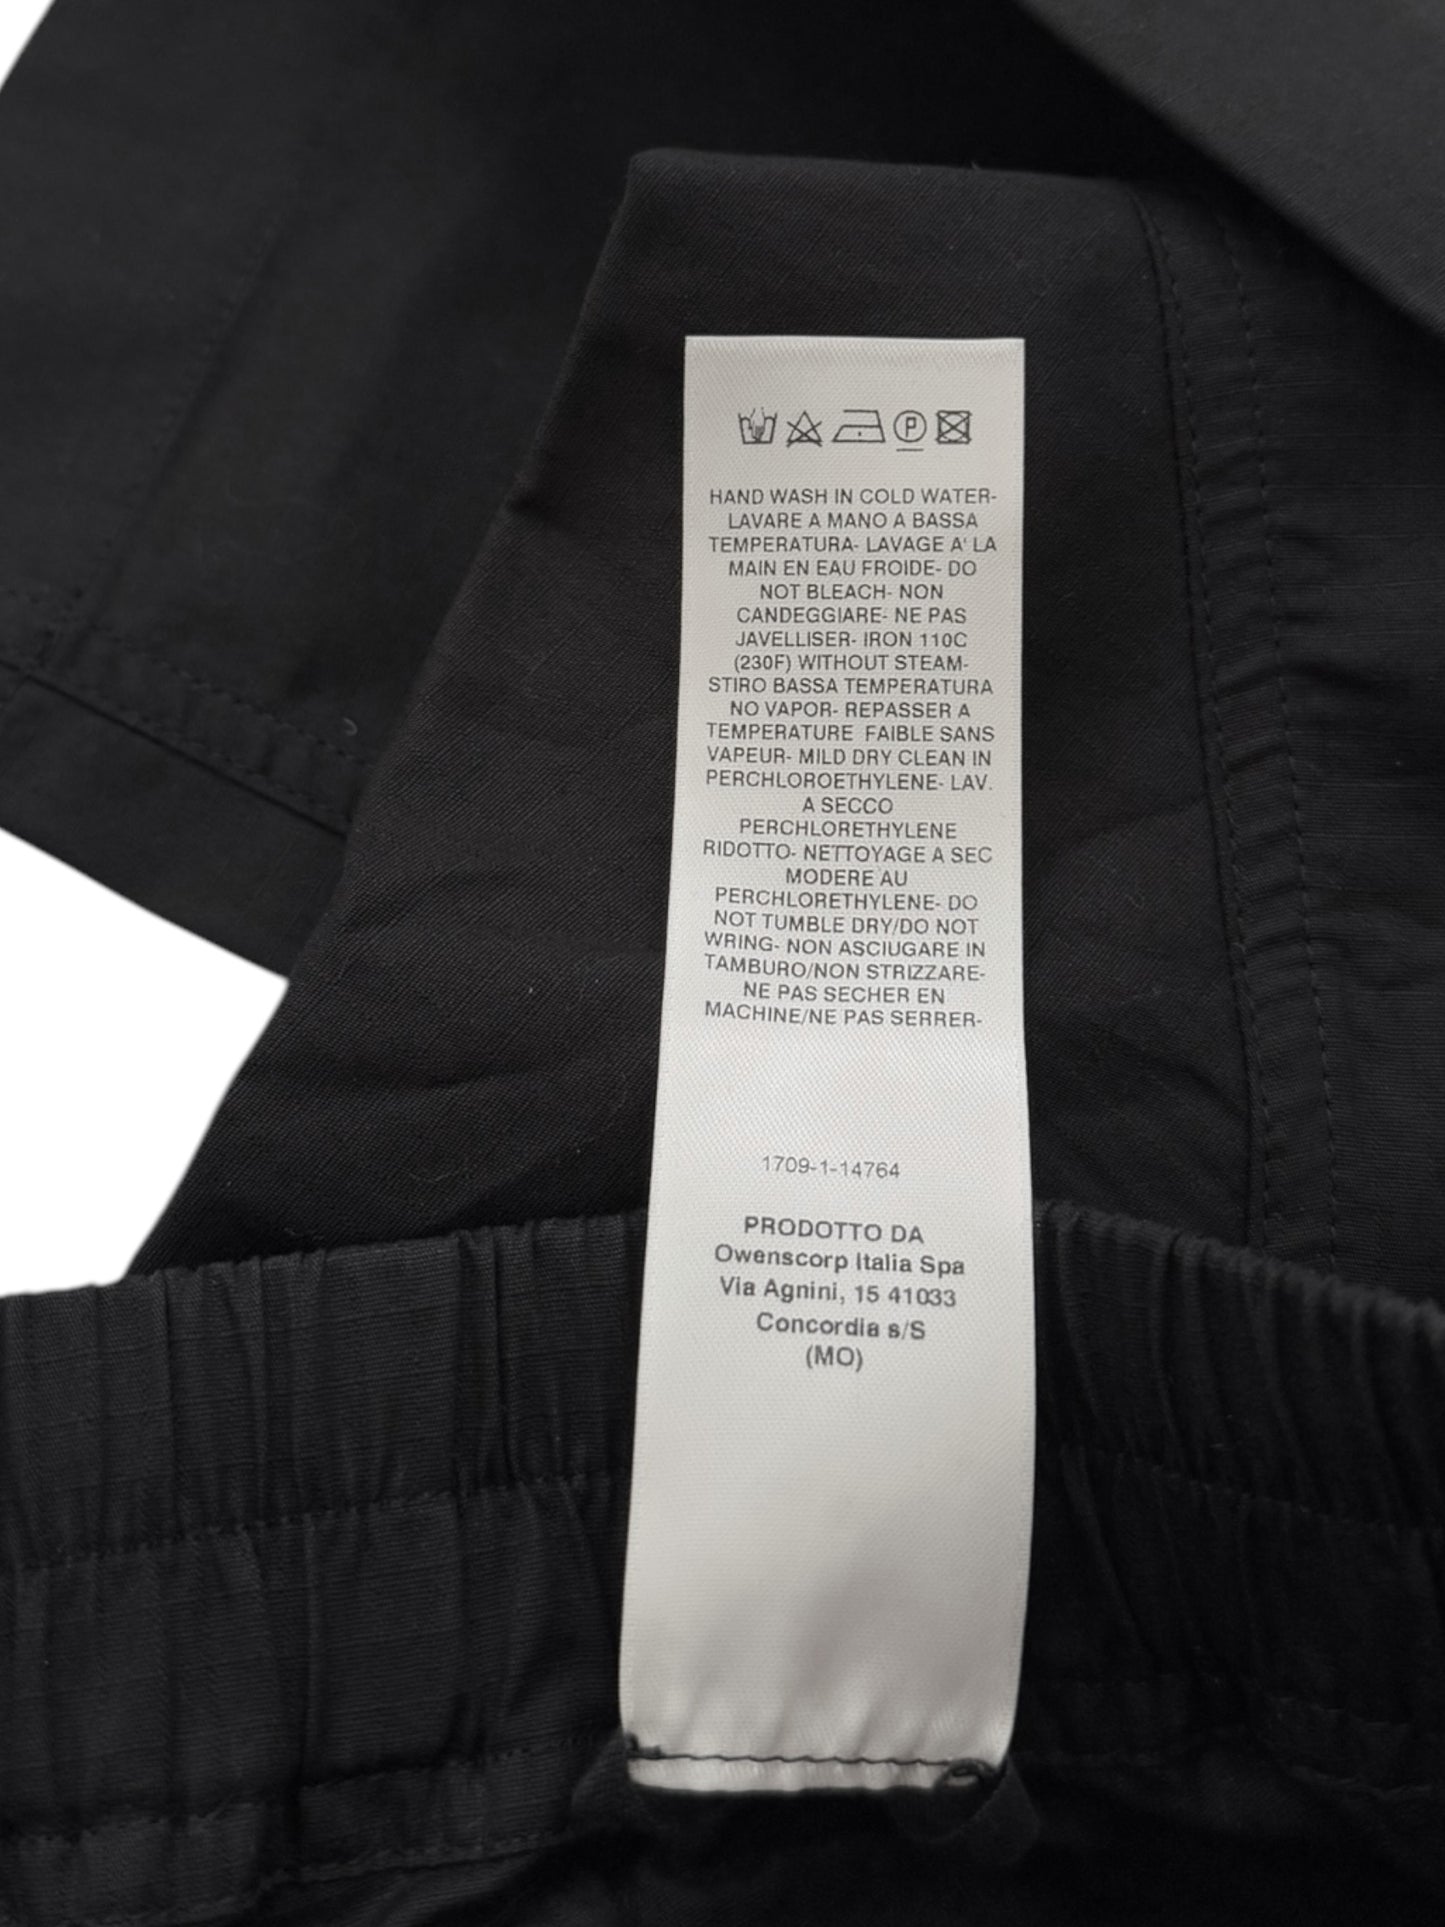 P
HAND WASH IN COLD WATER-
LAVARE A MANO A BASSA
TEMPERATURA- LAVAGE A' LA
MAIN EN EAU FROIDE- DO
NOT BLEACH- NON
CANDEGGIARE- NE PAS
JAVELLISER- IRON 110C
(230F) WITHOUT STEAM-
STIRO BASSA TEMPERATURA
NO VAPOR- REPASSER A
TEMPERATURE FAIBLE SANS
VAPEUR- MILD DRY CLEAN IN
PERCHLOROETHYLENE- LAV.
A SECCO
PERCHLORETHYLENE
RIDOTTO- NETTOYAGE A SEC
MODERE AU
PERCHLORETHYLENE- DO
NOT TUMBLE DRY/DO NOT
WRING- NON ASCIUGARE IN
TAMBURO/NON STRIZZARE-
NE PAS SECHER EN
MACHINE/NE PAS SERRER-
1709-1-14764
PRODOTTO DA
Owenscorp Italia Spa
Via Agnini, 15 41033
Concordia s/S
(MO)